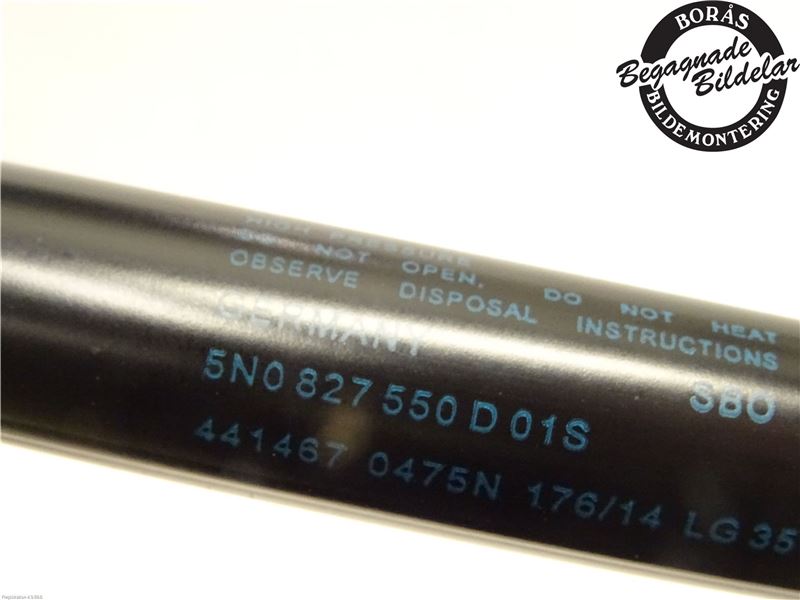 BORÅS
Begagnade
Bildelar
BILDEMONTERING
HIGH PRESSURE
DO NOT OPEN. DO NOT HEAT
OBSERVE DISPOSAL INSTRUCTIONS
GERMANY
5N0 827 550 D 01S
SBO
441467 0475N 176/14 LG 35